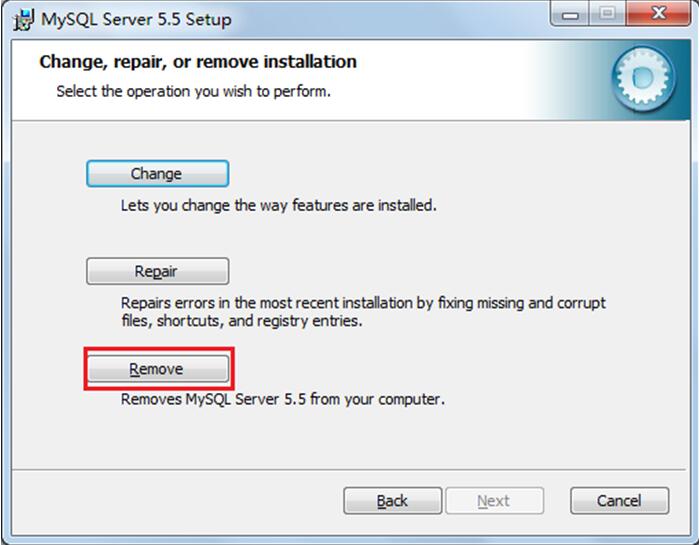 MySQL Server 5.5 Setup
Change, repair, or remove installation
Select the operation you wish to perform.
Change
Lets you change the way features are installed.
Repair
Repairs errors in the most recent installation by fixing missing and corrupt
files, shortcuts, and registry entries.
Remove
Removes MySQL Server 5.5 from your computer.
Back
Next
Cancel